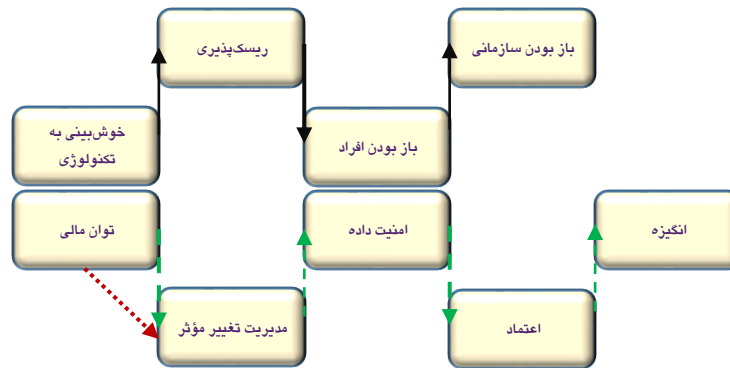 ریسک‌پذیری
باز بودن سازمانی
خوش‌بینی به
تکنولوژی
باز بودن افراد
توان مالی
امنیت داده
انگیزه
مدیریت تغییر مؤثر
اعتماد